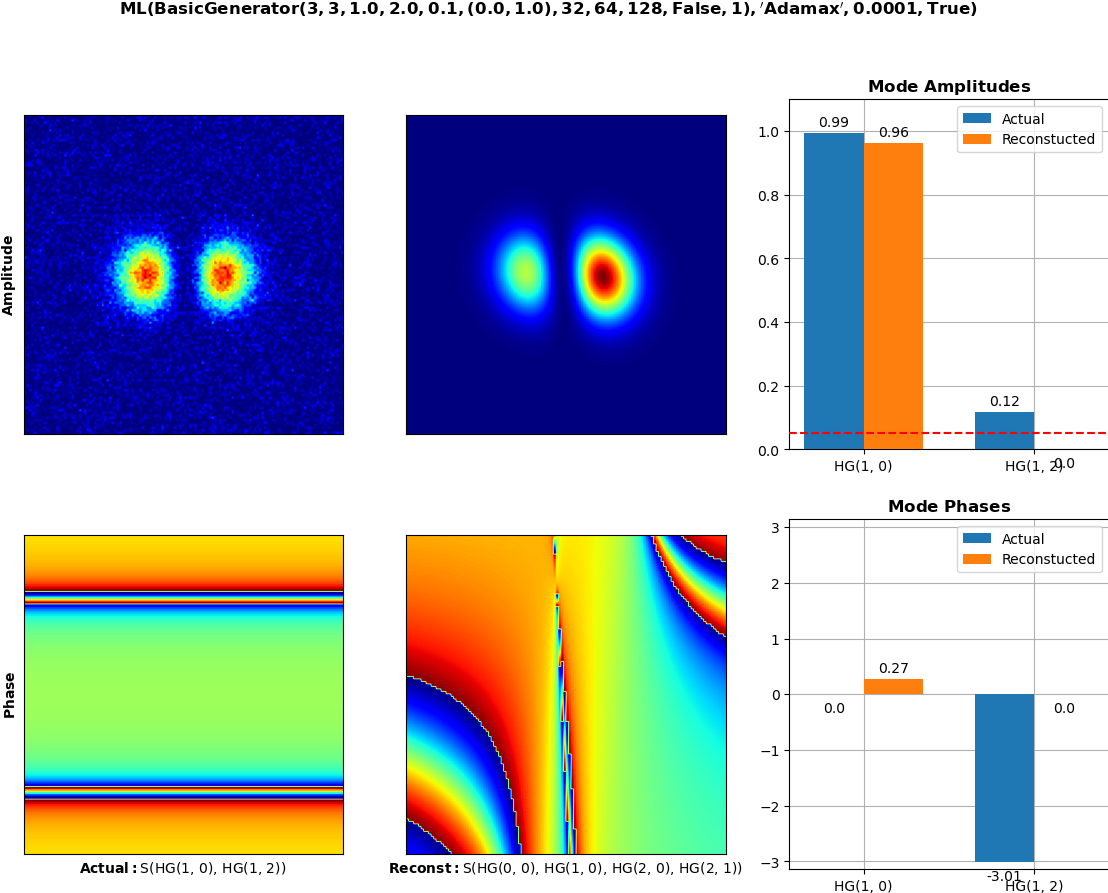 ML(BasicGenerator(3, 3, 1.0, 2.0, 0.1, (0.0, 1.0), 32, 64, 128, False, 1), ′Adamax′, 0.0001, True)
Amplitude
Mode Amplitudes
Actual
Reconstucted
0.99
0.96
0.12
0.0
1.0
0.8
0.6
0.4
0.2
0.0
HG(1, 0)
HG(1, 2)
Phase
Actual: S(HG(1, 0), HG(1, 2))
Reconst: S(HG(0, 0), HG(1, 0), HG(2, 0), HG(2, 1))
Mode Phases
Actual
Reconstucted
0.0
0.27
0.0
-3.01
3
2
1
0
−1
−2
−3
HG(1, 0)
HG(1, 2)